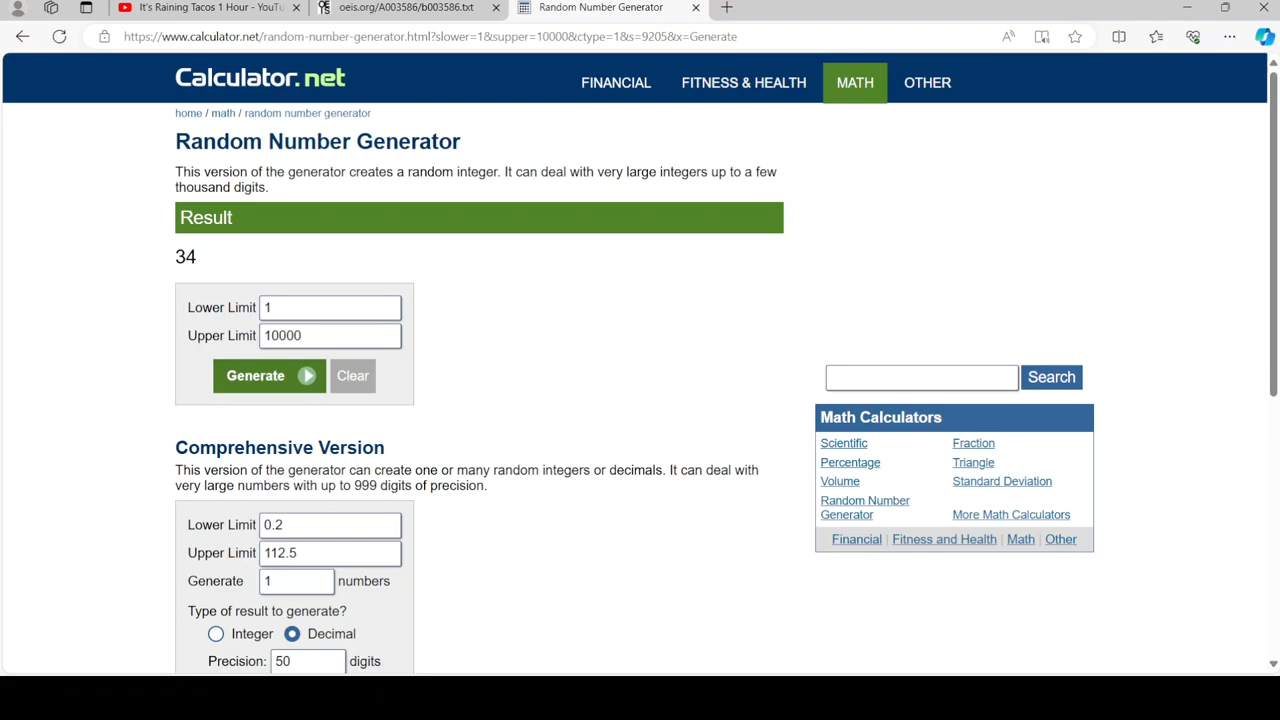 It's Raining Tacos 1 Hour - YouTu
oeis.org/A003586/b003586.txt
Random Number Generator
https://www.calculator.net/random-number-generator.html?slower=1&supper=10000&ctype=1&s=9205&x=Generate
Calculator.net
FINANCIAL
FITNESS & HEALTH
MATH
OTHER
home / math / random number generator
Random Number Generator
This version of the generator creates a random integer. It can deal with very large integers up to a few
thousand digits.
Result
34
Lower Limit 1
Upper Limit 10000
Generate
Clear
Search
Math Calculators
Scientific
Fraction
Percentage
Triangle
Volume
Standard Deviation
Random Number
Generator
More Math Calculators
Financial | Fitness and Health | Math | Other
Comprehensive Version
This version of the generator can create one or many random integers or decimals. It can deal with
very large numbers with up to 999 digits of precision.
Lower Limit 0.2
Upper Limit 112.5
Generate 1 numbers
Type of result to generate?
Integer Decimal
Precision: 50 digits